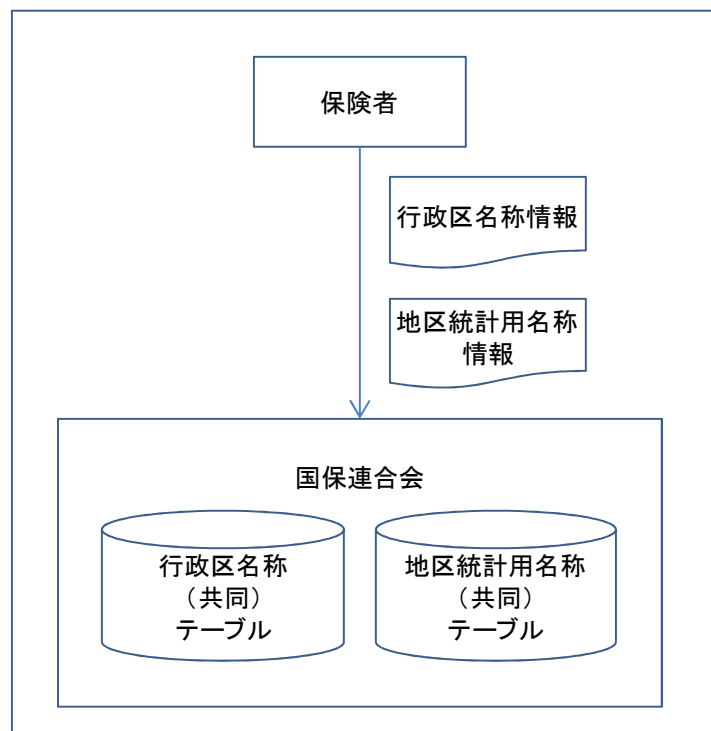 保険者
行政区名称情報
地区統計用名称
情報
国保連合会
行政区名称
（共同）
テーブル
地区統計用名称
（共同）
テーブル